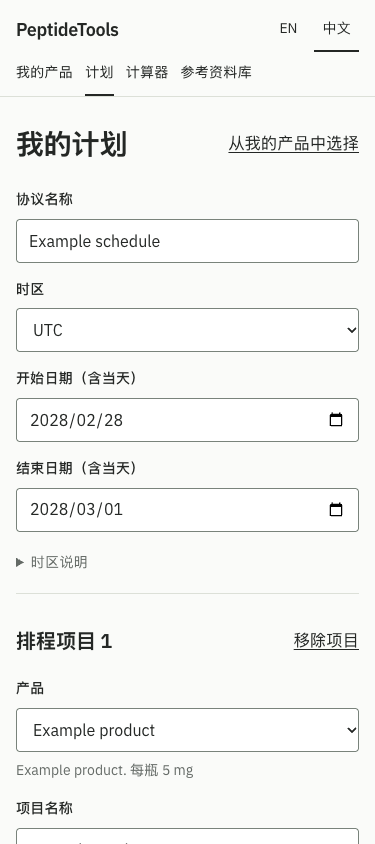 PeptideTools
EN
中文
我的产品
计划
计算器
参考资料库
我的计划
从我的产品中选择
协议名称
Example schedule
时区
UTC
开始日期（含当天）
2028/02/28
结束日期（含当天）
2028/03/01
时区说明
排程项目 1
移除项目
产品
Example product
Example product. 每瓶 5 mg
项目名称